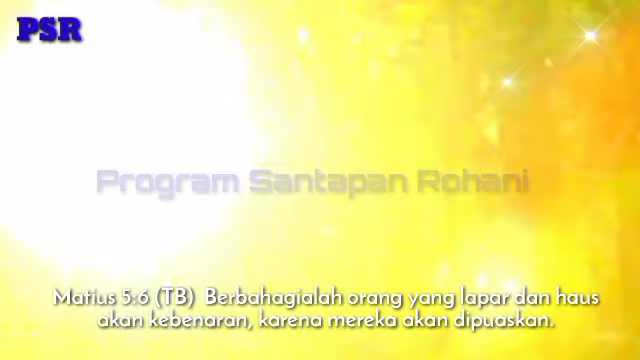 PSR
Program Santapan Rohani
Matius 5:6 (TB) Berbahagialah orang yang lapar dan haus
akan kebenaran, karena mereka akan dipuaskan.